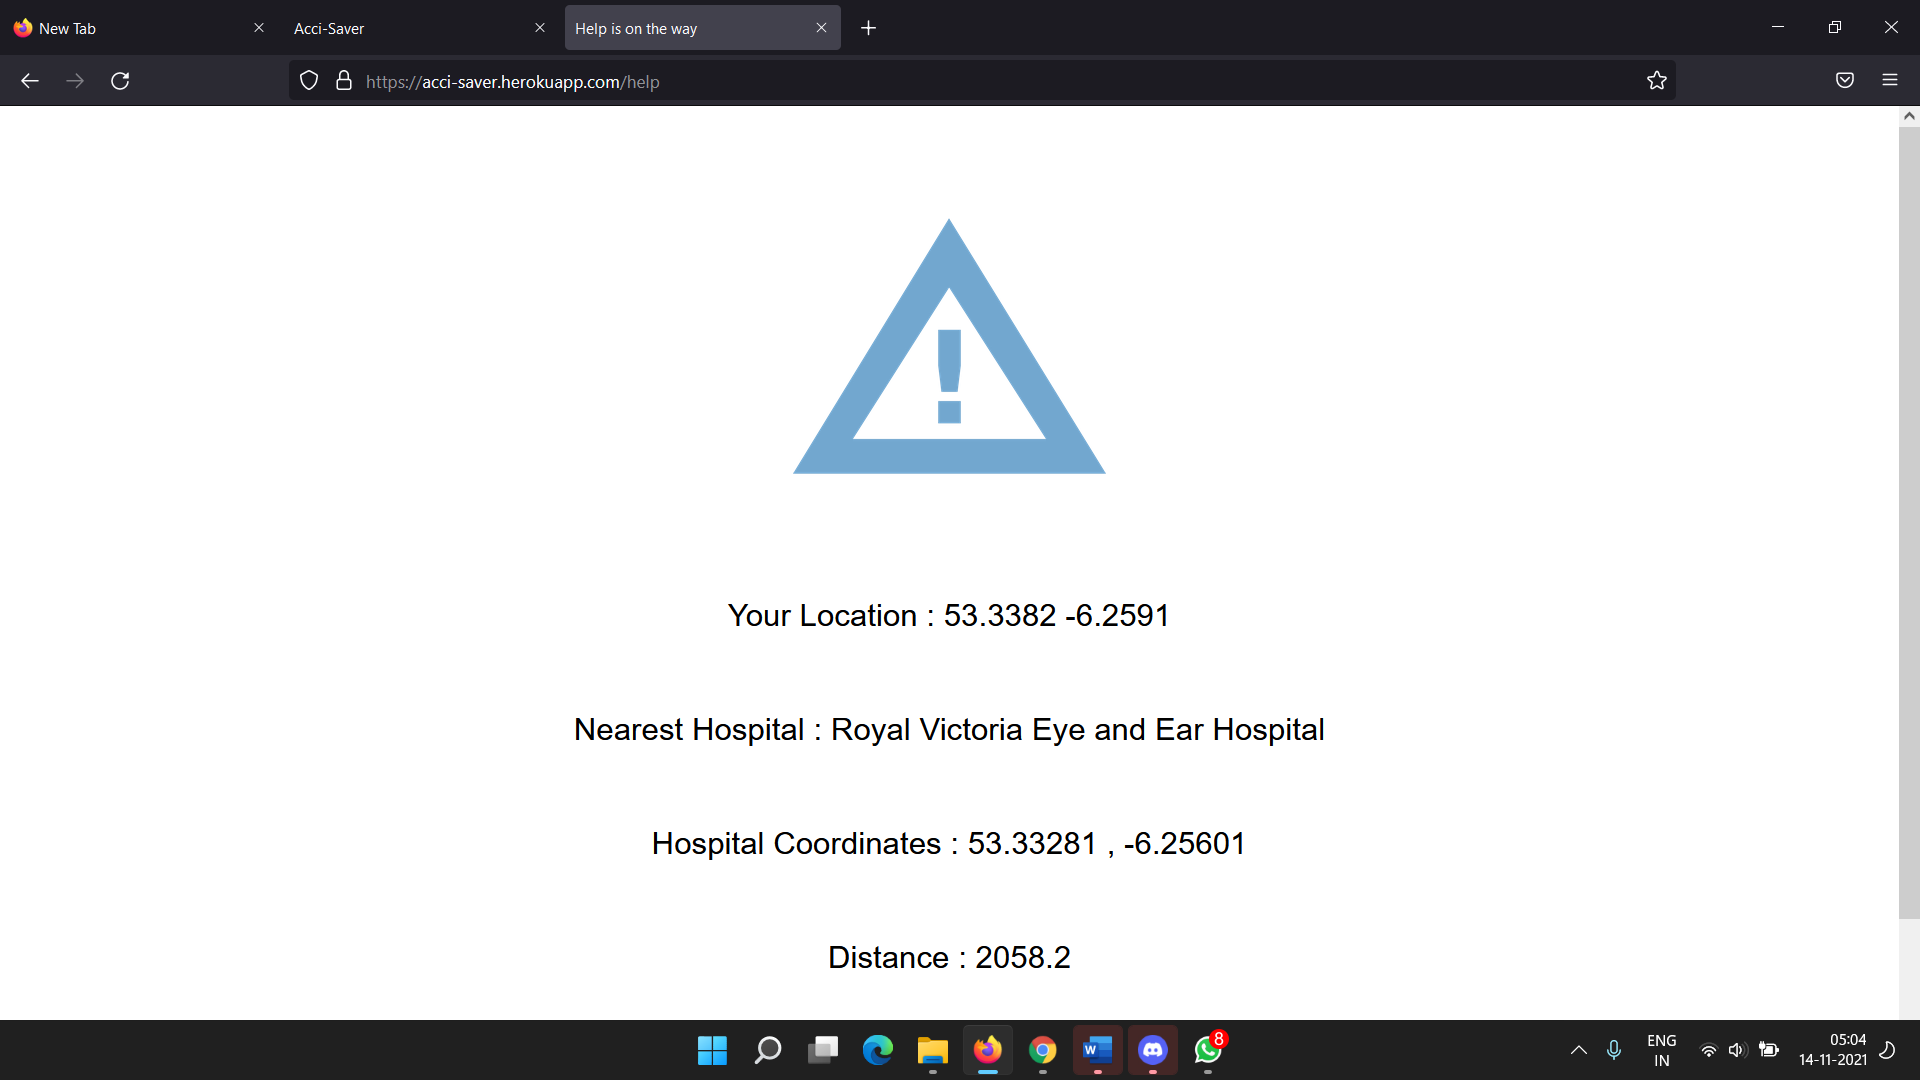 New Tab
Acci-Saver
Help is on the way
https://acci-saver.herokuapp.com/help
!
Your Location : 53.3382 -6.2591
Nearest Hospital : Royal Victoria Eye and Ear Hospital
Hospital Coordinates : 53.33281 , -6.25601
Distance : 2058.2
W
8
ENG
IN
05:04
14-11-2021